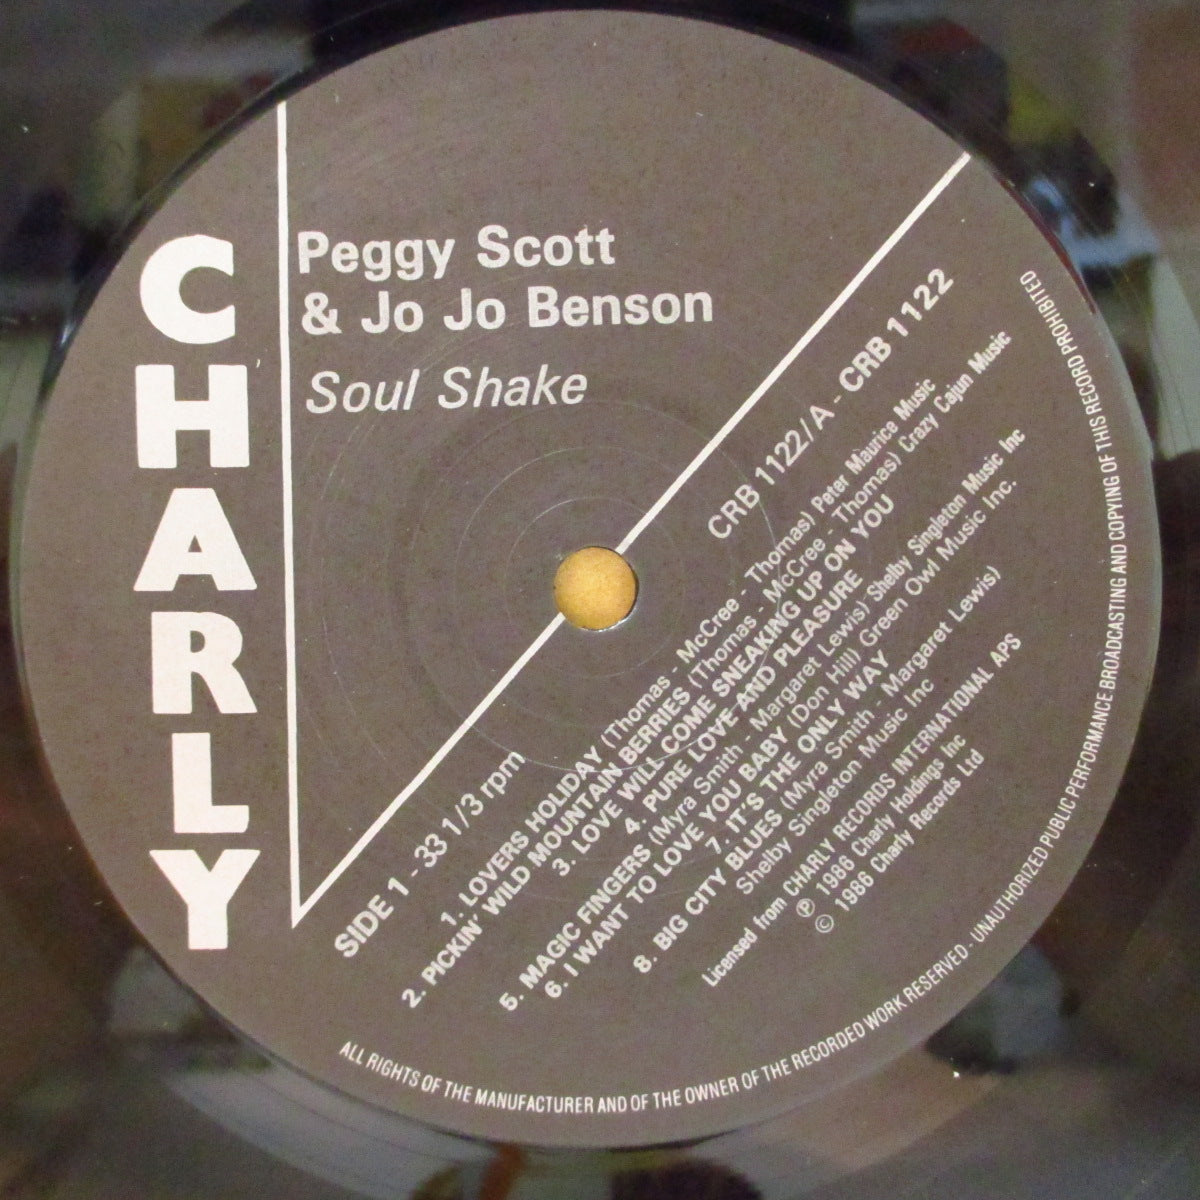 CHARLY
Peggy Scott
& Jo Jo Benson
Soul Shake
CRB 1122/A - CRB 1122
SIDE 1 - 33 1/3 rpm
1. LOVERS HOLIDAY (Thomas - McCree - Thomas) Peter Maurice Music
2. PICKIN' WILD MOUNTAIN BERRIES (Thomas - McCree - Thomas) Crazy Cajun Music
3. LOVE WILL COME SNEAKING UP ON YOU
4. PURE LOVE AND PLEASURE
5. MAGIC FINGERS (Myra Smith - Margaret Lewis) Shelby Singleton Music Inc
6. I WANT TO LOVE YOU BABY (Don Hill) Green Owl Music Inc.
7. IT'S THE ONLY WAY
8. BIG CITY BLUES (Myra Smith - Margaret Lewis)
Shelby Singleton Music Inc
Licensed from CHARLY RECORDS INTERNATIONAL APS
℗ 1986 Charly Holdings Inc
© 1986 Charly Records Ltd
ALL RIGHTS OF THE MANUFACTURER AND OF THE OWNER OF THE RECORDED WORK RESERVED - UNAUTHORIZED PUBLIC PERFORMANCE BROADCASTING AND COPYING OF THIS RECORD PROHIBITED